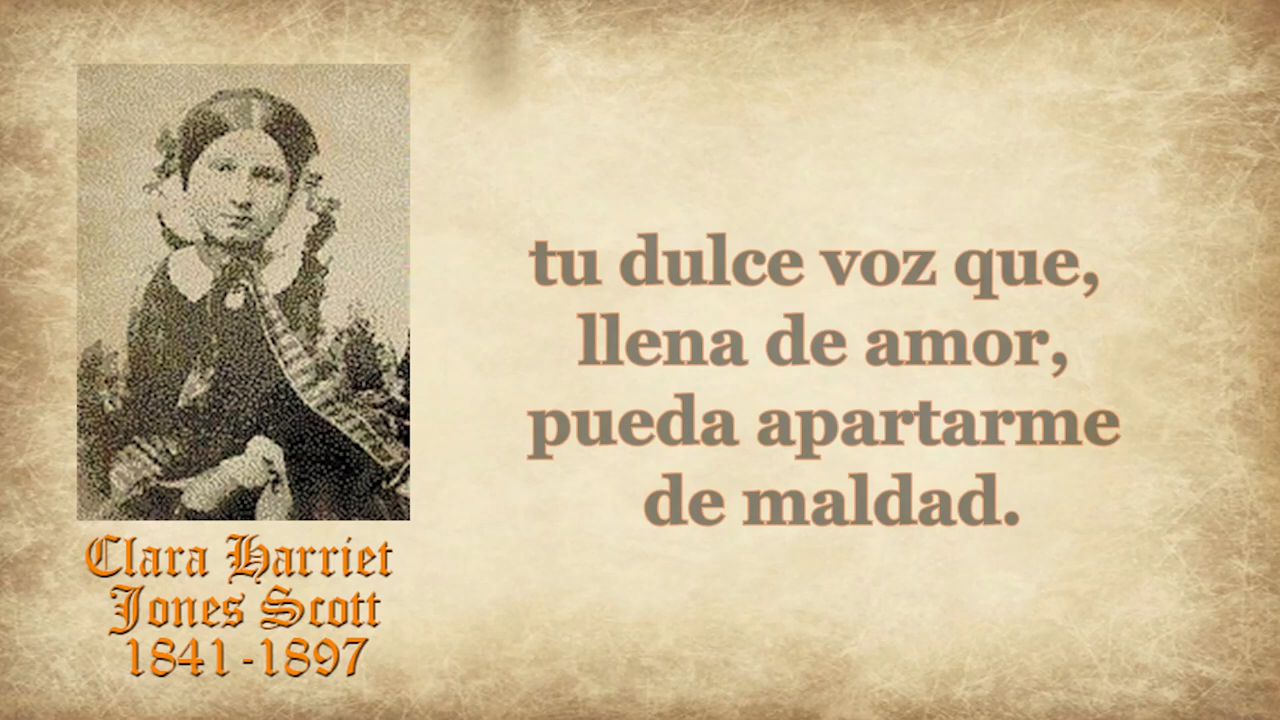 tu dulce voz que,
llena de amor,
pueda apartarme
de maldad.
Clara Harriet
Jones Scott
1841-1897